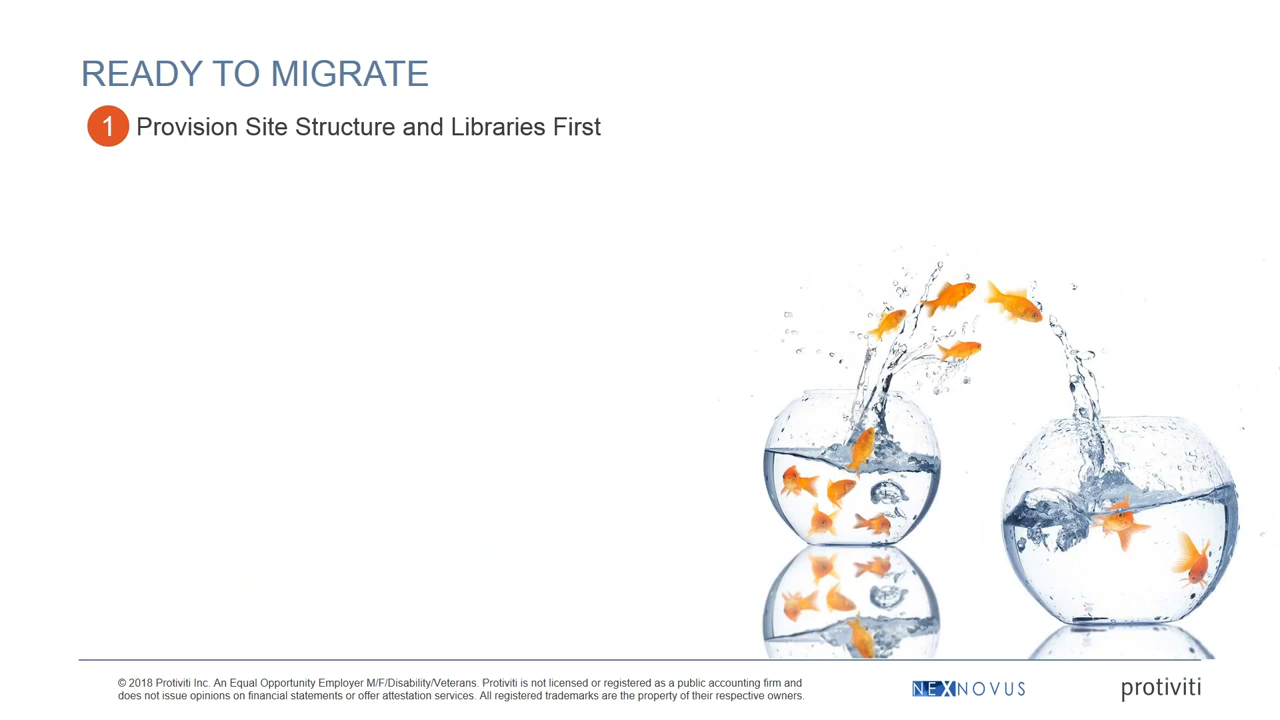 READY TO MIGRATE
1 Provision Site Structure and Libraries First
© 2018 Protiviti Inc. An Equal Opportunity Employer M/F/Disability/Veterans. Protiviti is not licensed or registered as a public accounting firm and
does not issue opinions on financial statements or offer attestation services. All registered trademarks are the property of their respective owners.
NEXNOVUS
protiviti